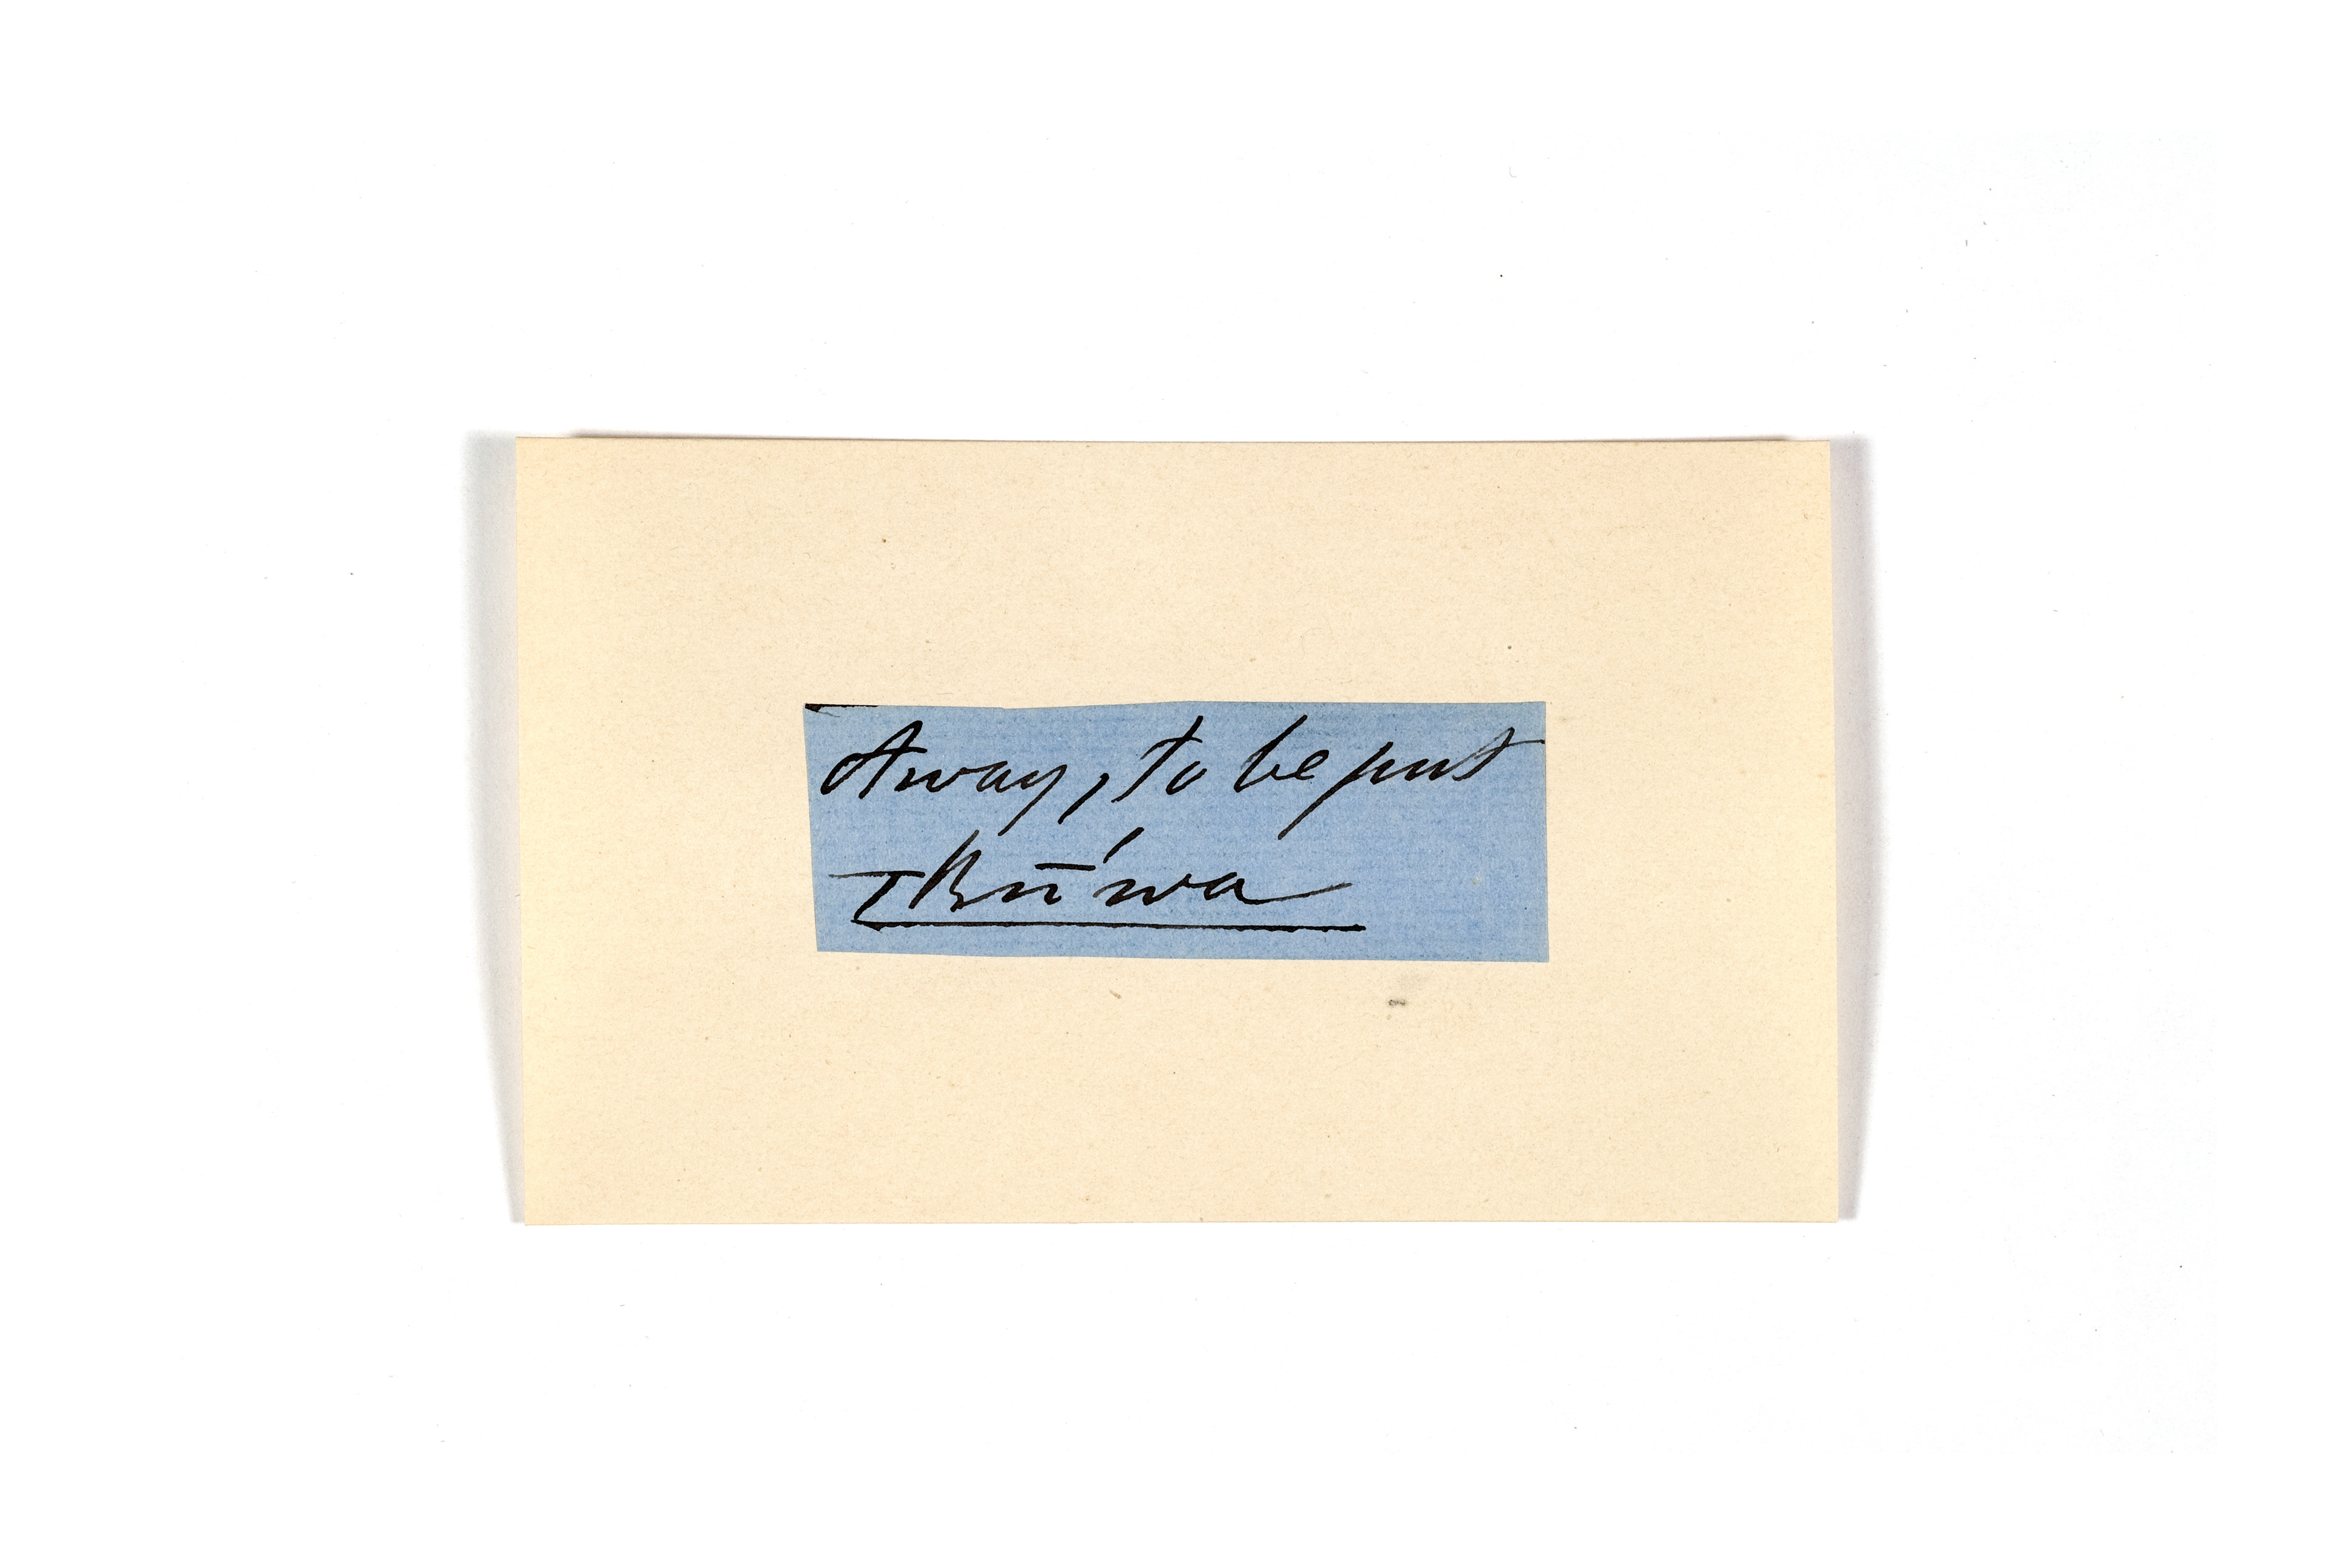 Away, to be put